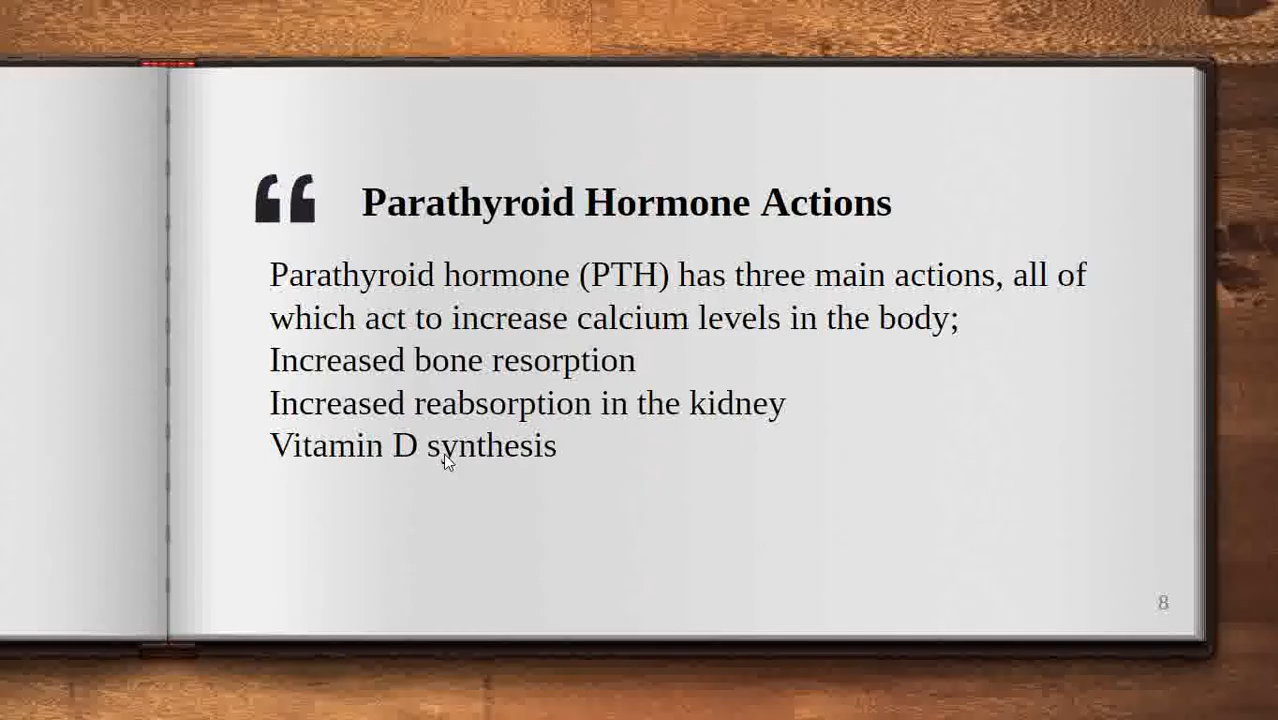 Parathyroid Hormone Actions
Parathyroid hormone (PTH) has three main actions, all of
which act to increase calcium levels in the body;
Increased bone resorption
Increased reabsorption in the kidney
Vitamin D synthesis
8